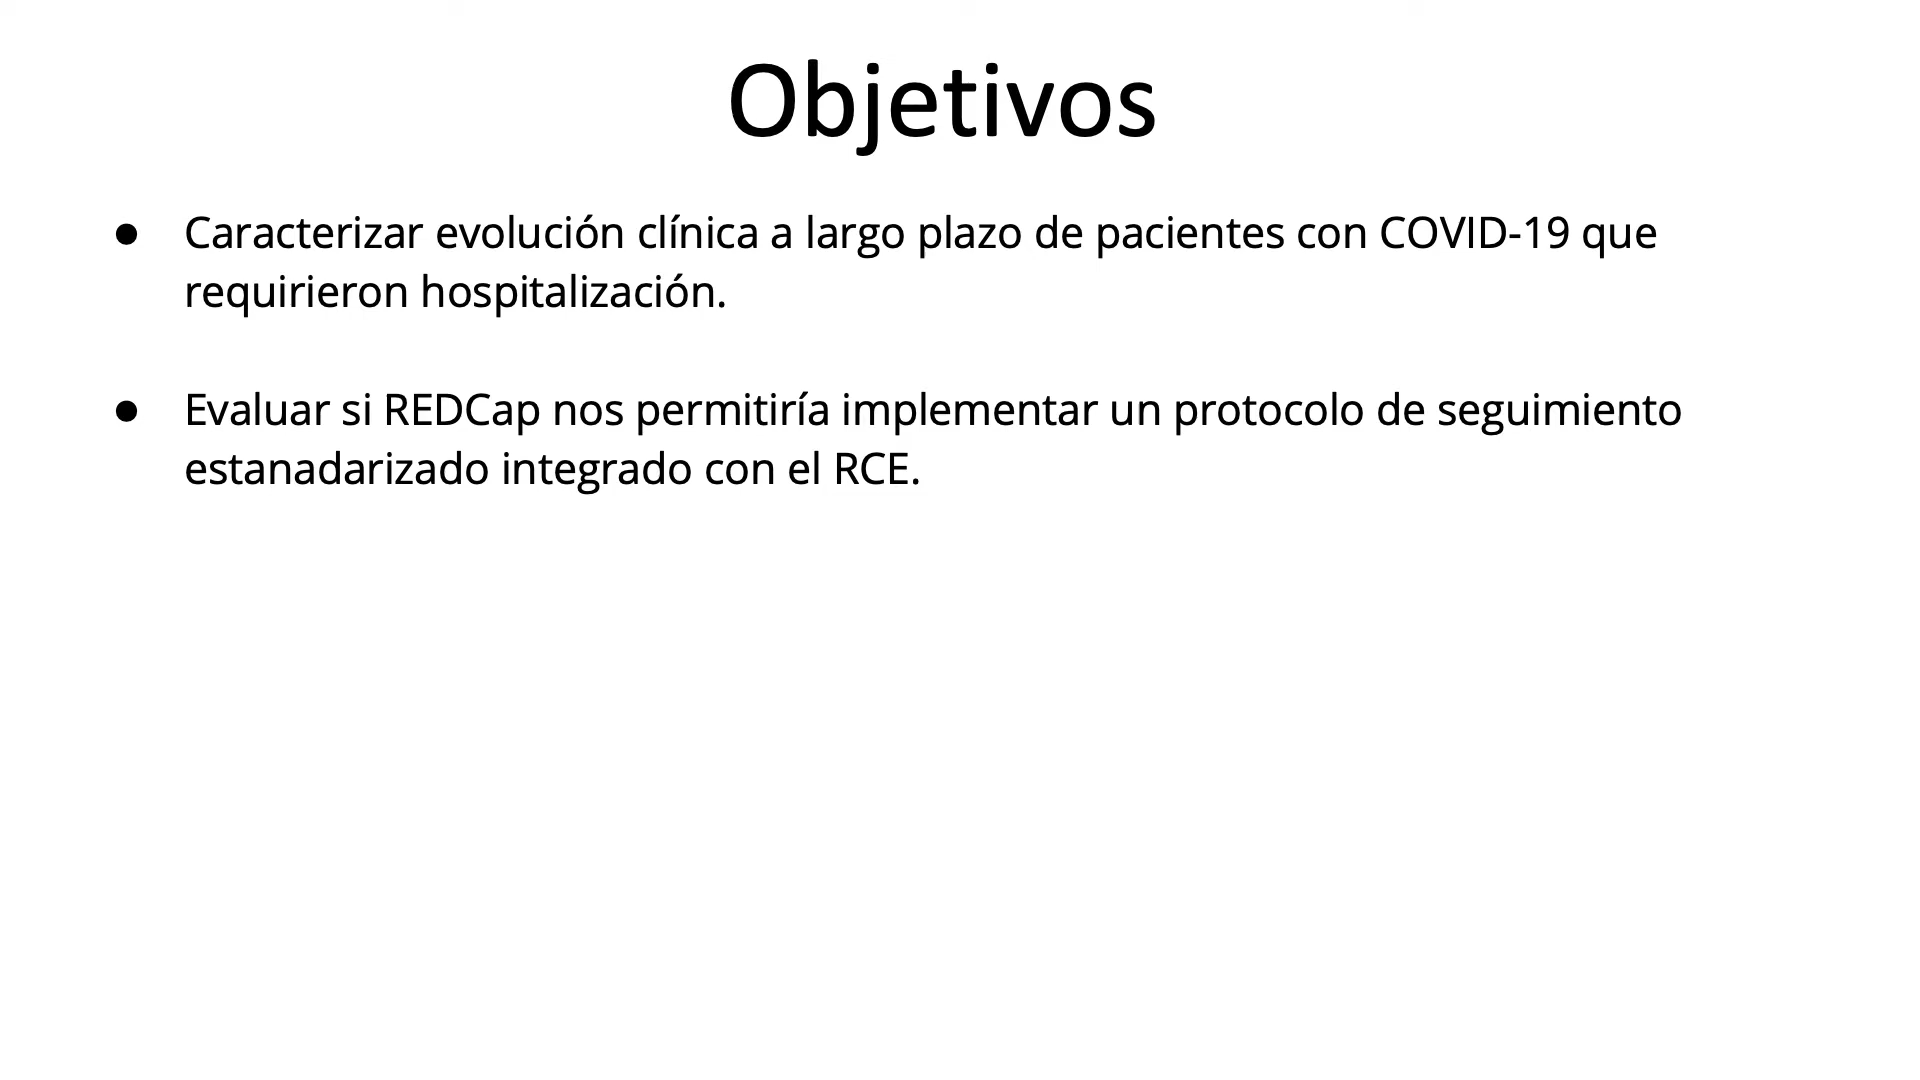 Objetivos
● Caracterizar evolución clínica a largo plazo de pacientes con COVID-19 que
requirieron hospitalización.
● Evaluar si REDCap nos permitiría implementar un protocolo de seguimiento
estanadarizado integrado con el RCE.